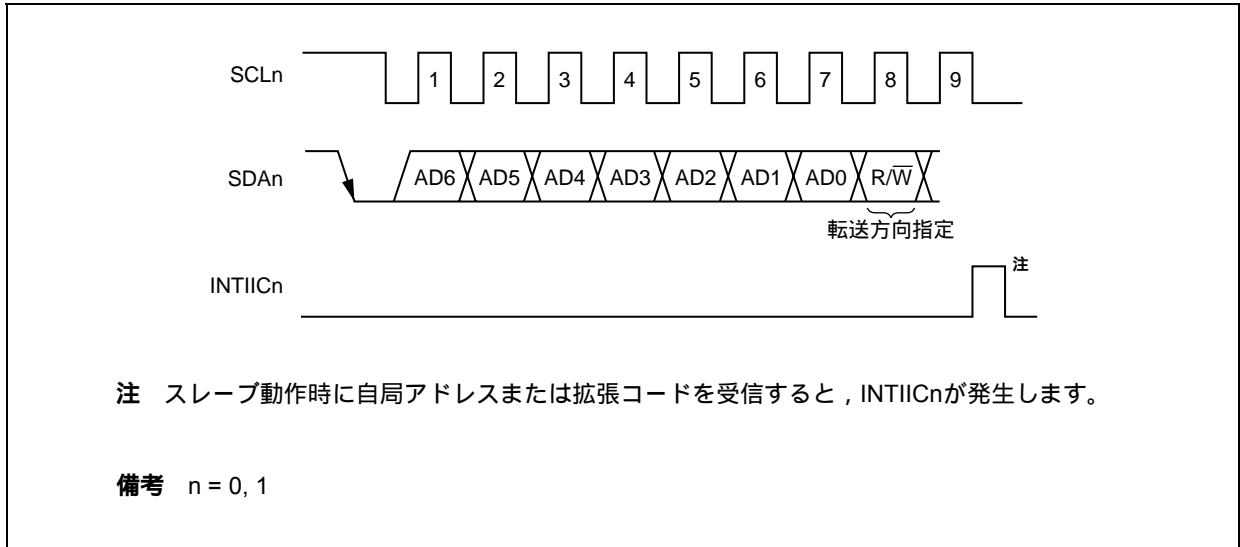 SCLn 1 2 3 4 5 6 7 8 9
SDAn AD6 AD5 AD4 AD3 AD2 AD1 AD0 R/W̅
転送方向指定
INTIICn 注
注 スレーブ動作時に自局アドレスまたは拡張コードを受信すると，INTIICnが発生します。
備考 n = 0, 1